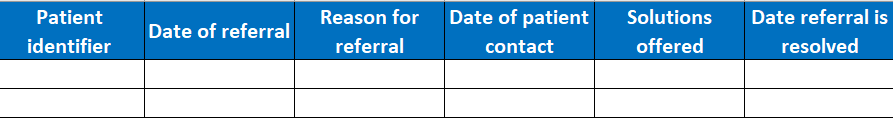 Patient identifier
Date of referral
Reason for referral
Date of patient contact
Solutions offered
Date referral is resolved